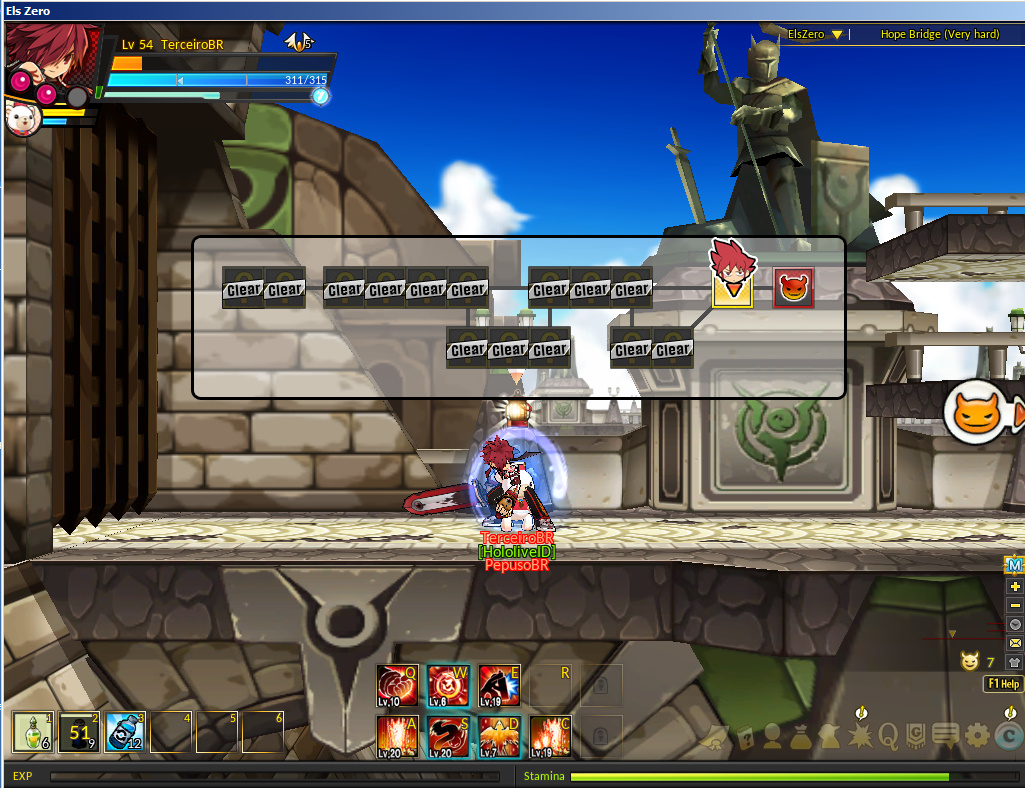 Els Zero
Lv 54 TerceiroBR
5
311/315
ElsZero
Hope Bridge (Very hard)
Clear Clear Clear Clear Clear Clear Clear Clear Clear
Clear Clear Clear Clear Clear
TerceiroBR
[HololiveID]
PepusoBR
M
7
F1 Help
Q W E R
Lv,10 Lv,6 Lv,19
A S D C
Lv,20 Lv,20 Lv,7 Lv,19
1 2 3 4 5 6
6 51 9 12
Q C
EXP
Stamina